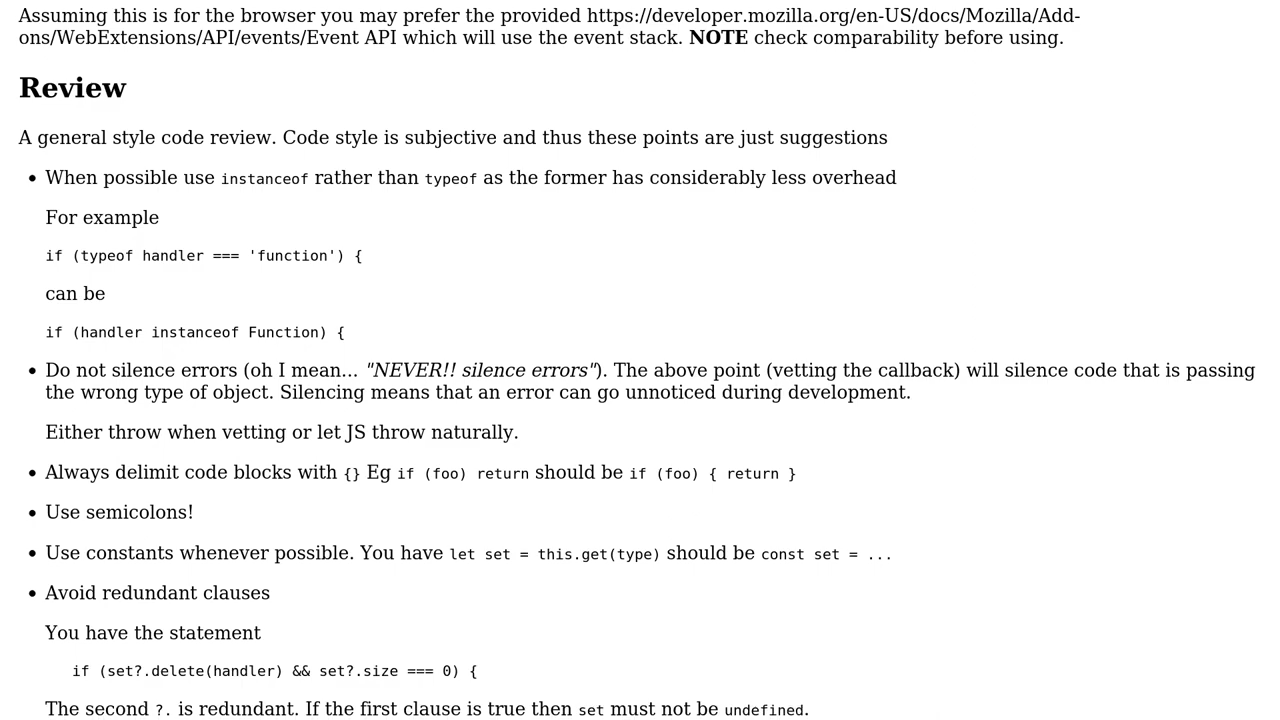 Assuming this is for the browser you may prefer the provided https://developer.mozilla.org/en-US/docs/Mozilla/Add-
ons/WebExtensions/API/events/Event API which will use the event stack. NOTE check comparability before using.
Review
A general style code review. Code style is subjective and thus these points are just suggestions
• When possible use instanceof rather than typeof as the former has considerably less overhead
For example
if (typeof handler === 'function') {
can be
if (handler instanceof Function) {
• Do not silence errors (oh I mean... "NEVER!! silence errors"). The above point (vetting the callback) will silence code that is passing
the wrong type of object. Silencing means that an error can go unnoticed during development.
Either throw when vetting or let JS throw naturally.
• Always delimit code blocks with {} Eg if (foo) return should be if (foo) { return }
• Use semicolons!
• Use constants whenever possible. You have let set = this.get(type) should be const set = ...
• Avoid redundant clauses
You have the statement
if (set?.delete(handler) && set?.size === 0) {
The second ?. is redundant. If the first clause is true then set must not be undefined.